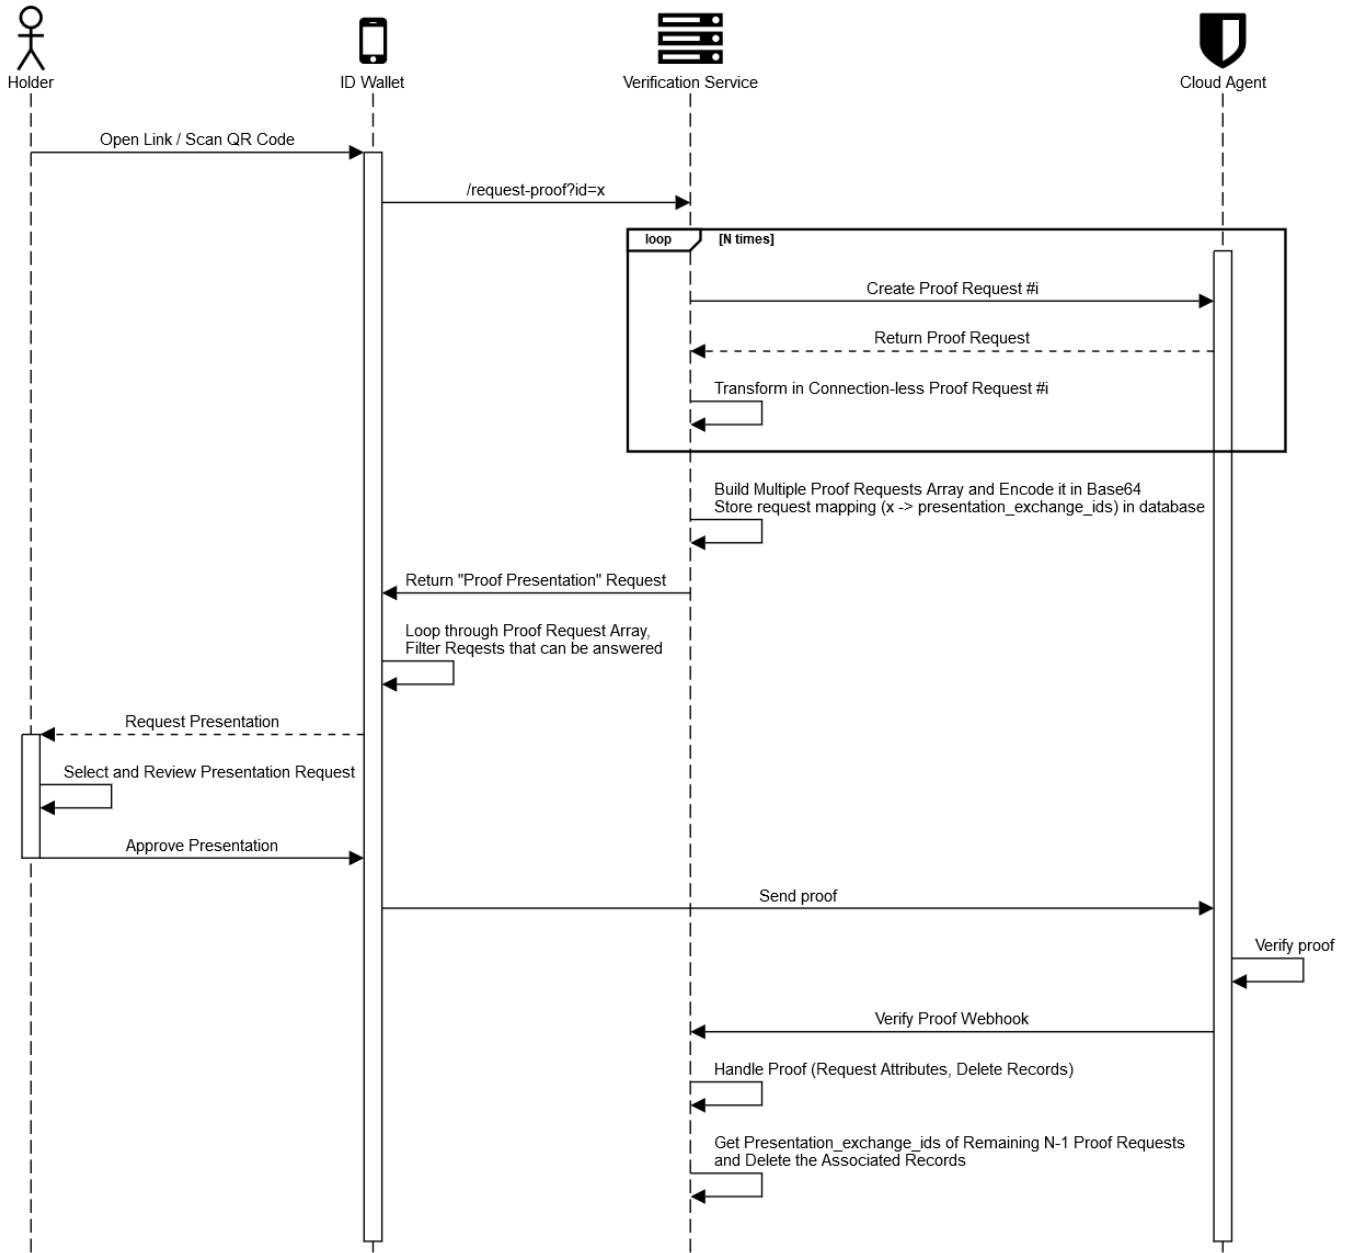 Holder
ID Wallet
Verification Service
Cloud Agent
Open Link / Scan QR Code
/request-proof?id=x
loop
[N times]
Create Proof Request #i
Return Proof Request
Transform in Connection-less Proof Request #i
Build Multiple Proof Requests Array and Encode it in Base64
Store request mapping (x -> presentation_exchange_ids) in database
Return "Proof Presentation" Request
Loop through Proof Request Array,
Filter Reqests that can be answered
Request Presentation
Select and Review Presentation Request
Approve Presentation
Send proof
Verify proof
Verify Proof Webhook
Handle Proof (Request Attributes, Delete Records)
Get Presentation_exchange_ids of Remaining N-1 Proof Requests
and Delete the Associated Records